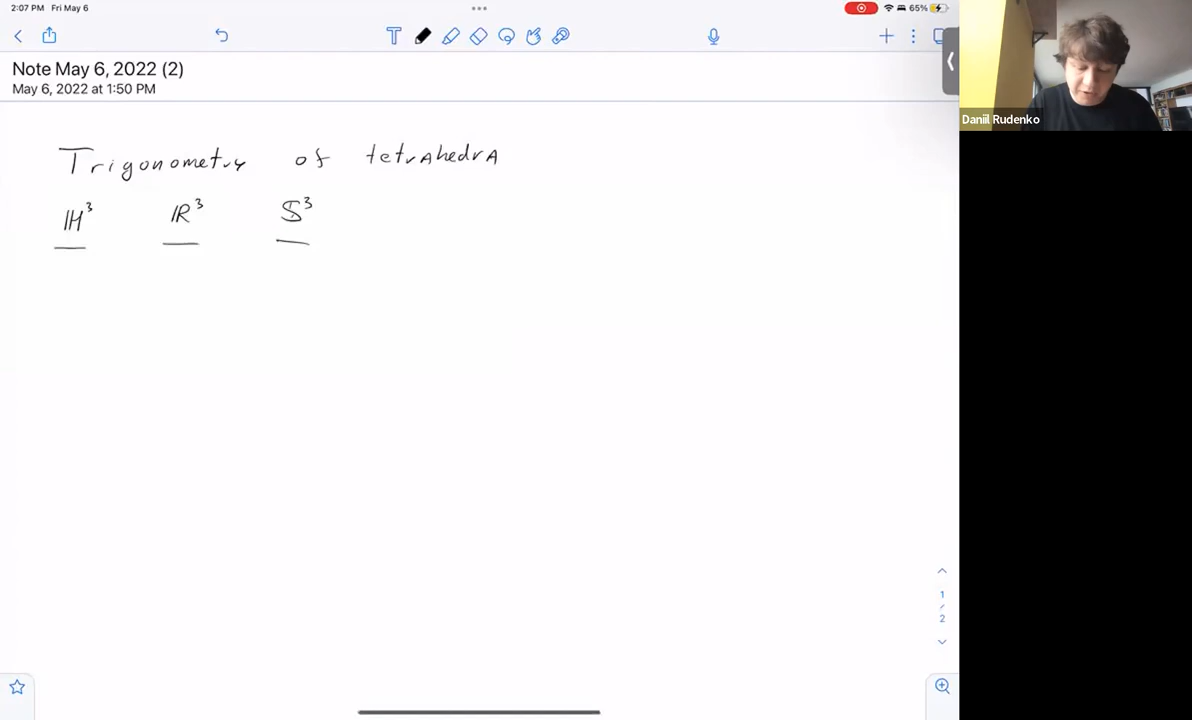 2:07 PM Fri May 6
65%
T
Note May 6, 2022 (2)
May 6, 2022 at 1:50 PM
Daniil Rudenko
Trigonometry of tetrahedra
ℍ³ ℝ³ 𝕊³
1
/
2